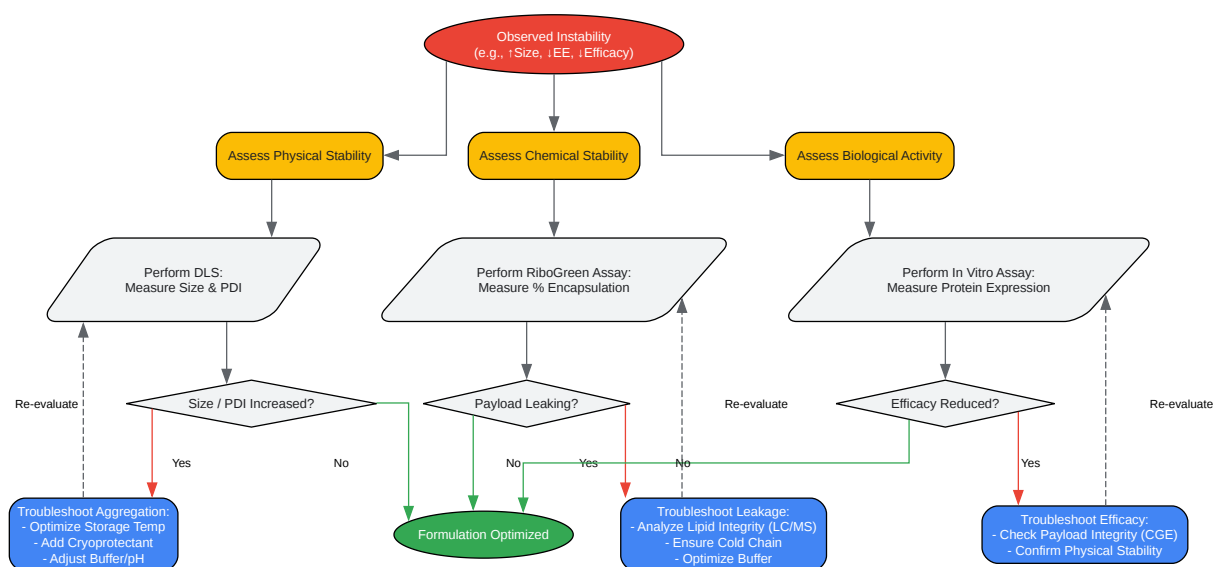 Observed Instability
(e.g., ↑Size, ↓EE, ↓Efficacy)
Assess Physical Stability
Assess Chemical Stability
Assess Biological Activity
Perform DLS:
Measure Size & PDI
Perform RiboGreen Assay:
Measure % Encapsulation
Perform In Vitro Assay:
Measure Protein Expression
Size / PDI Increased?
Payload Leaking?
Efficacy Reduced?
Re-evaluate
Re-evaluate
Re-evaluate
Yes
No
No
Yes
No
Yes
Troubleshoot Aggregation:
- Optimize Storage Temp
- Add Cryoprotectant
- Adjust Buffer/pH
Formulation Optimized
Troubleshoot Leakage:
- Analyze Lipid Integrity (LC/MS)
- Ensure Cold Chain
- Optimize Buffer
Troubleshoot Efficacy:
- Check Payload Integrity (CGE)
- Confirm Physical Stability